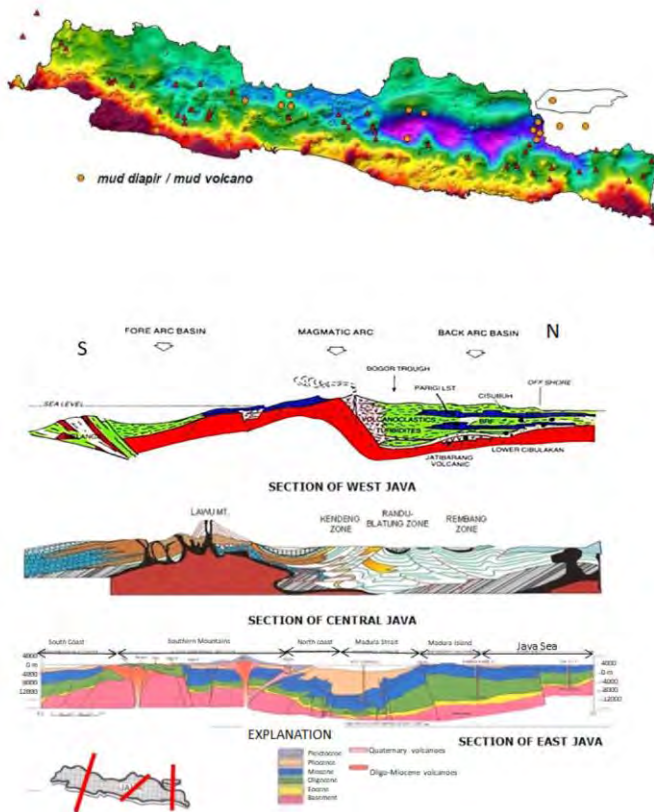 mud diapir / mud volcano
FORE ARC BASIN
MAGMATIC ARC
BACK ARC BASIN
S
N
BOGOR TROUGH
PARIGI LST.
CISUBUH
OFF SHORE
SEA LEVEL
VOLCANOCLASTICS
TURBIDITES
BRF
JATIBARANG
VOLCANIC
LOWER CIBULAKAN
SECTION OF WEST JAVA
LAWU MT.
KENDENG
ZONE
RANDU-
BLATUNG ZONE
REMBANG
ZONE
SECTION OF CENTRAL JAVA
South Coast
Southern Mountains
North coast
Madura Strait
Madura Island
Java Sea
4000
0 m
4000
8000
12000
4000
0 m
4000
8000
12000
EXPLANATION
SECTION OF EAST JAVA
Pleistocene
Pliocene
Miocene
Oligocene
Eocene
Basement
Quaternary volcanoes
Oligo-Miocene volcanoes